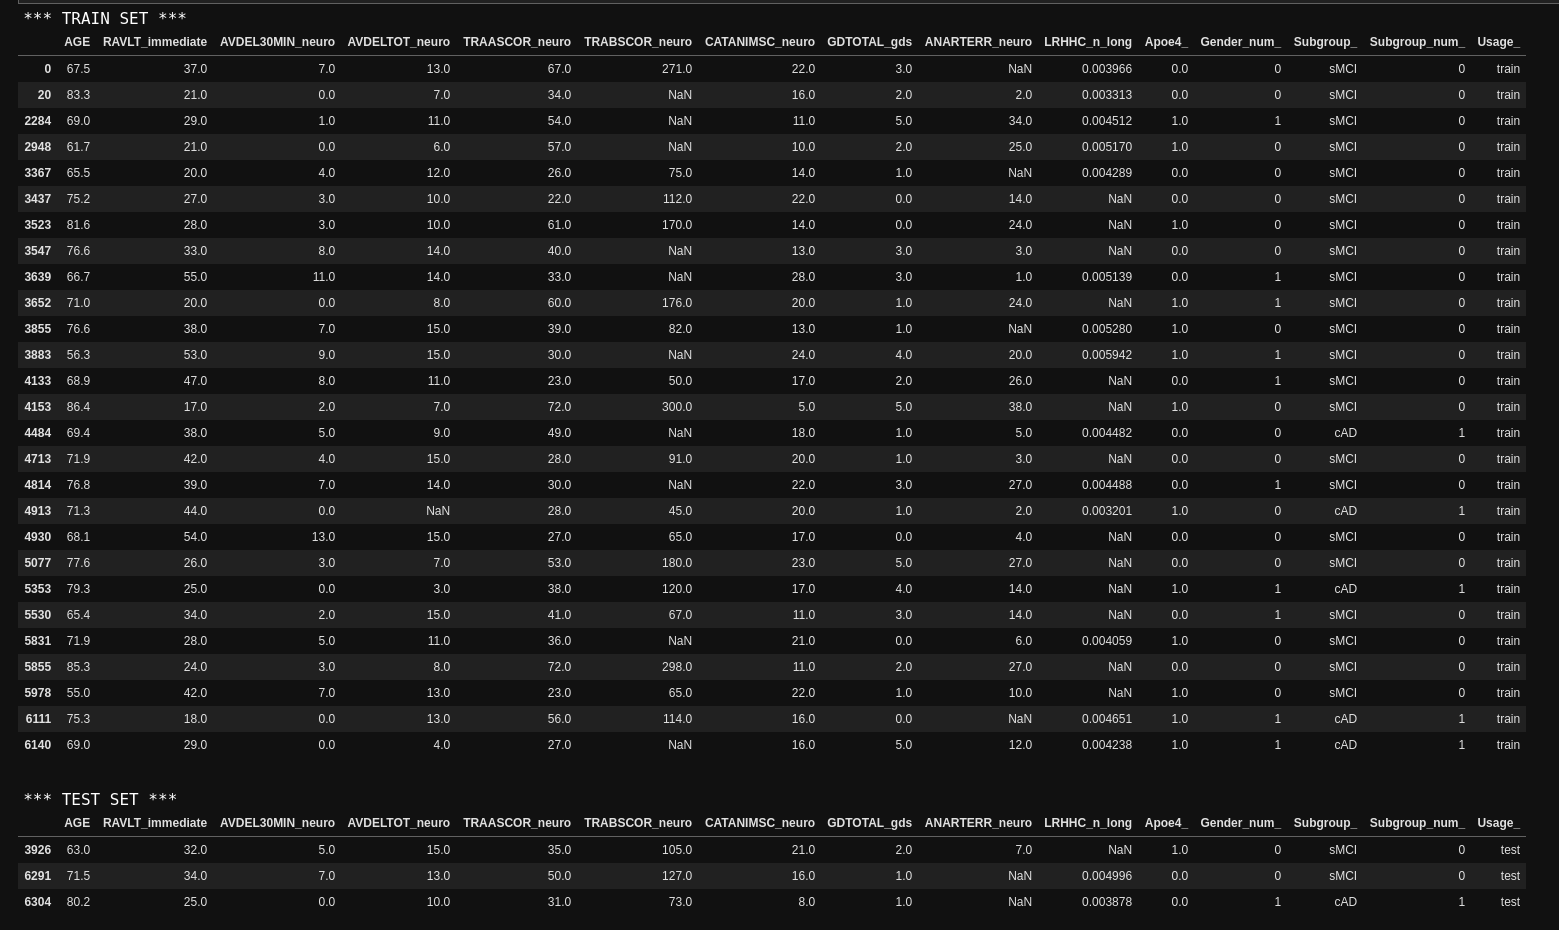 *** TRAIN SET ***
AGE RAVLT_immediate AVDEL30MIN_neuro AVDELTOT_neuro TRAASCOR_neuro TRABSCOR_neuro CATANIMSC_neuro GDTOTAL_gds ANARTERR_neuro LRHHC_n_long Apoe4_ Gender_num_ Subgroup_ Subgroup_num_ Usage_
0 67.5 37.0 7.0 13.0 67.0 271.0 22.0 3.0 NaN 0.003966 0.0 0 sMCI 0 train
20 83.3 21.0 0.0 7.0 34.0 NaN 16.0 2.0 2.0 0.003313 0.0 0 sMCI 0 train
2284 69.0 29.0 1.0 11.0 54.0 NaN 11.0 5.0 34.0 0.004512 1.0 1 sMCI 0 train
2948 61.7 21.0 0.0 6.0 57.0 NaN 10.0 2.0 25.0 0.005170 1.0 0 sMCI 0 train
3367 65.5 20.0 4.0 12.0 26.0 75.0 14.0 1.0 NaN 0.004289 0.0 0 sMCI 0 train
3437 75.2 27.0 3.0 10.0 22.0 112.0 22.0 0.0 14.0 NaN 0.0 0 sMCI 0 train
3523 81.6 28.0 3.0 10.0 61.0 170.0 14.0 0.0 24.0 NaN 1.0 0 sMCI 0 train
3547 76.6 33.0 8.0 14.0 40.0 NaN 13.0 3.0 3.0 NaN 0.0 0 sMCI 0 train
3639 66.7 55.0 11.0 14.0 33.0 NaN 28.0 3.0 1.0 0.005139 0.0 1 sMCI 0 train
3652 71.0 20.0 0.0 8.0 60.0 176.0 20.0 1.0 24.0 NaN 1.0 1 sMCI 0 train
3855 76.6 38.0 7.0 15.0 39.0 82.0 13.0 1.0 NaN 0.005280 1.0 0 sMCI 0 train
3883 56.3 53.0 9.0 15.0 30.0 NaN 24.0 4.0 20.0 0.005942 1.0 1 sMCI 0 train
4133 68.9 47.0 8.0 11.0 23.0 50.0 17.0 2.0 26.0 NaN 0.0 1 sMCI 0 train
4153 86.4 17.0 2.0 7.0 72.0 300.0 5.0 5.0 38.0 NaN 1.0 0 sMCI 0 train
4484 69.4 38.0 5.0 9.0 49.0 NaN 18.0 1.0 5.0 0.004482 0.0 0 cAD 1 train
4713 71.9 42.0 4.0 15.0 28.0 91.0 20.0 1.0 3.0 NaN 0.0 0 sMCI 0 train
4814 76.8 39.0 7.0 14.0 30.0 NaN 22.0 3.0 27.0 0.004488 0.0 1 sMCI 0 train
4913 71.3 44.0 0.0 NaN 28.0 45.0 20.0 1.0 2.0 0.003201 1.0 0 cAD 1 train
4930 68.1 54.0 13.0 15.0 27.0 65.0 17.0 0.0 4.0 NaN 0.0 0 sMCI 0 train
5077 77.6 26.0 3.0 7.0 53.0 180.0 23.0 5.0 27.0 NaN 0.0 0 sMCI 0 train
5353 79.3 25.0 0.0 3.0 38.0 120.0 17.0 4.0 14.0 NaN 1.0 1 cAD 1 train
5530 65.4 34.0 2.0 15.0 41.0 67.0 11.0 3.0 14.0 NaN 0.0 1 sMCI 0 train
5831 71.9 28.0 5.0 11.0 36.0 NaN 21.0 0.0 6.0 0.004059 1.0 0 sMCI 0 train
5855 85.3 24.0 3.0 8.0 72.0 298.0 11.0 2.0 27.0 NaN 0.0 0 sMCI 0 train
5978 55.0 42.0 7.0 13.0 23.0 65.0 22.0 1.0 10.0 NaN 1.0 0 sMCI 0 train
6111 75.3 18.0 0.0 13.0 56.0 114.0 16.0 0.0 NaN 0.004651 1.0 1 cAD 1 train
6140 69.0 29.0 0.0 4.0 27.0 NaN 16.0 5.0 12.0 0.004238 1.0 1 cAD 1 train
*** TEST SET ***
AGE RAVLT_immediate AVDEL30MIN_neuro AVDELTOT_neuro TRAASCOR_neuro TRABSCOR_neuro CATANIMSC_neuro GDTOTAL_gds ANARTERR_neuro LRHHC_n_long Apoe4_ Gender_num_ Subgroup_ Subgroup_num_ Usage_
3926 63.0 32.0 5.0 15.0 35.0 105.0 21.0 2.0 7.0 NaN 1.0 0 sMCI 0 test
6291 71.5 34.0 7.0 13.0 50.0 127.0 16.0 1.0 NaN 0.004996 0.0 0 sMCI 0 test
6304 80.2 25.0 0.0 10.0 31.0 73.0 8.0 1.0 NaN 0.003878 0.0 1 cAD 1 test